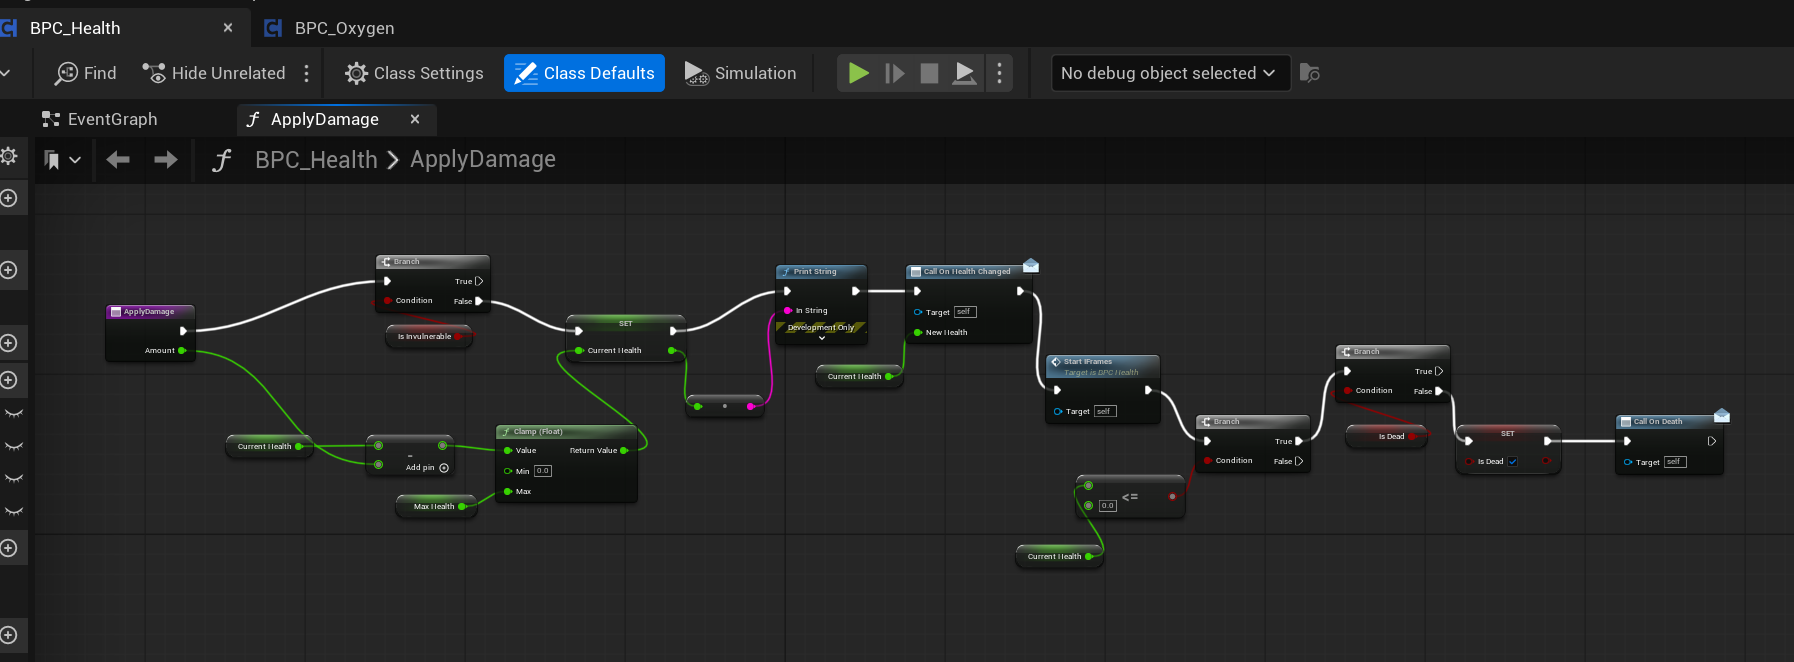 BPC_Health
BPC_Oxygen
Find
Hide Unrelated
Class Settings
Class Defaults
Simulation
No debug object selected
EventGraph
ApplyDamage
BPC_Health > ApplyDamage
ApplyDamage
Amount
Branch
True
Condition
False
Is Invulnerable
SET
Current Health
Print String
In String
Development Only
Call On Health Changed
Target self
New Health
Current Health
Current Health
-
Add pin
Max Health
Clamp (Float)
Value
Return Value
Min 0.0
Max
Start IFrames
Target is BPC Health
Target self
Branch
True
Condition
False
<=
0.0
Current Health
Branch
True
Condition
False
Is Dead
SET
Is Dead
Call On Death
Target self